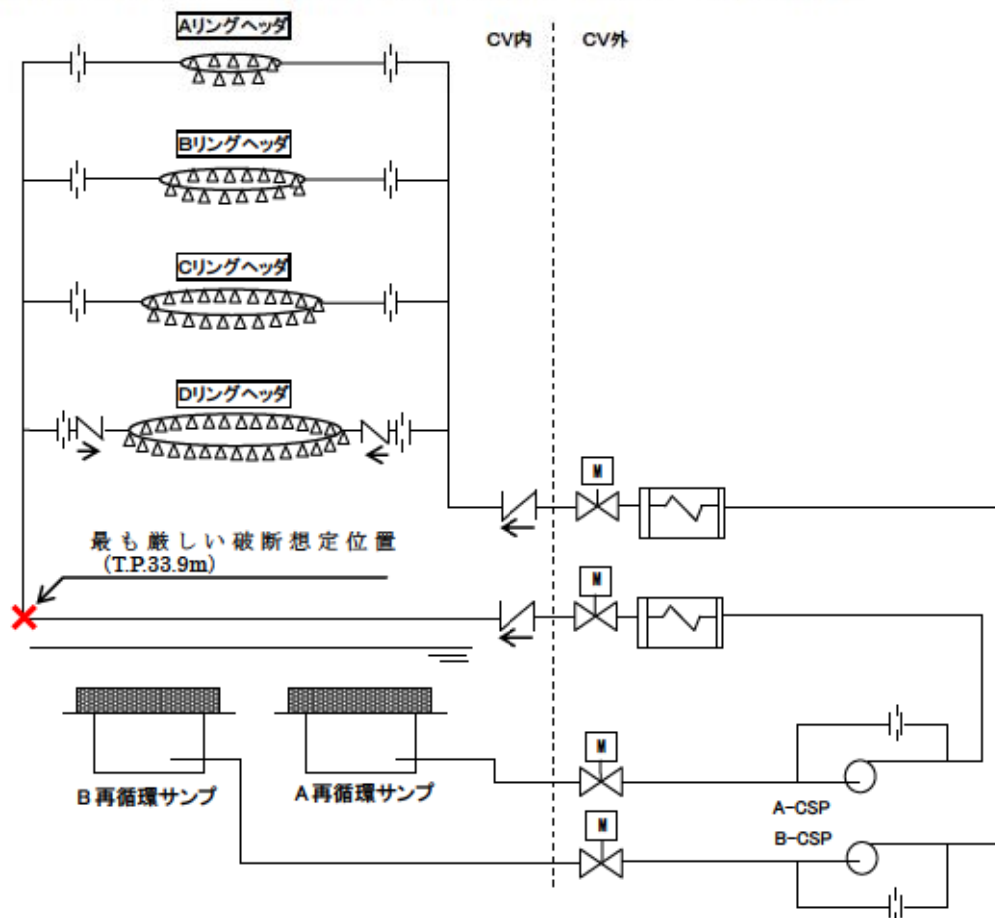 Aリングヘッダ
CV内
CV外
Bリングヘッダ
Cリングヘッダ
Dリングヘッダ
M
最も厳しい破断想定位置
(T.P.33.9m)
M
M
B再循環サンプ
A再循環サンプ
A-CSP
M
B-CSP